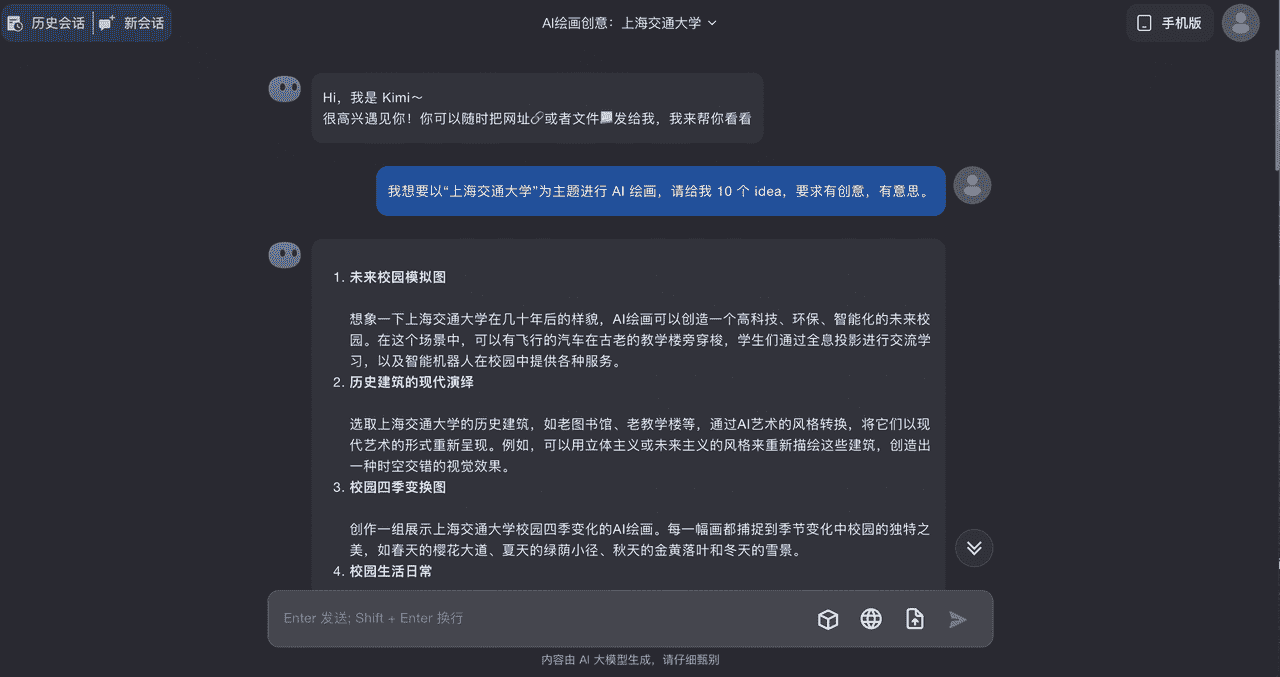 历史会话 新会话 AI绘画创意：上海交通大学 手机版
Hi，我是 Kimi～
很高兴遇见你！你可以随时把网址🔗或者文件📃发给我，我来帮你看看
我想要以“上海交通大学”为主题进行 AI 绘画，请给我 10 个 idea，要求有创意，有意思。
1. 未来校园模拟图
想象一下上海交通大学在几十年后的样貌，AI绘画可以创造一个高科技、环保、智能化的未来校
园。在这个场景中，可以有飞行的汽车在古老的教学楼旁穿梭，学生们通过全息投影进行交流学
习，以及智能机器人在校园中提供各种服务。
2. 历史建筑的现代演绎
选取上海交通大学的历史建筑，如老图书馆、老教学楼等，通过AI艺术的风格转换，将它们以现
代艺术的形式重新呈现。例如，可以用立体主义或未来主义的风格来重新描绘这些建筑，创造出
一种时空交错的视觉效果。
3. 校园四季变换图
创作一组展示上海交通大学校园四季变化的AI绘画。每一幅画都捕捉到季节变化中校园的独特之
美，如春天的樱花大道、夏天的绿荫小径、秋天的金黄落叶和冬天的雪景。
4. 校园生活日常
Enter 发送; Shift + Enter 换行
内容由 AI 大模型生成，请仔细甄别